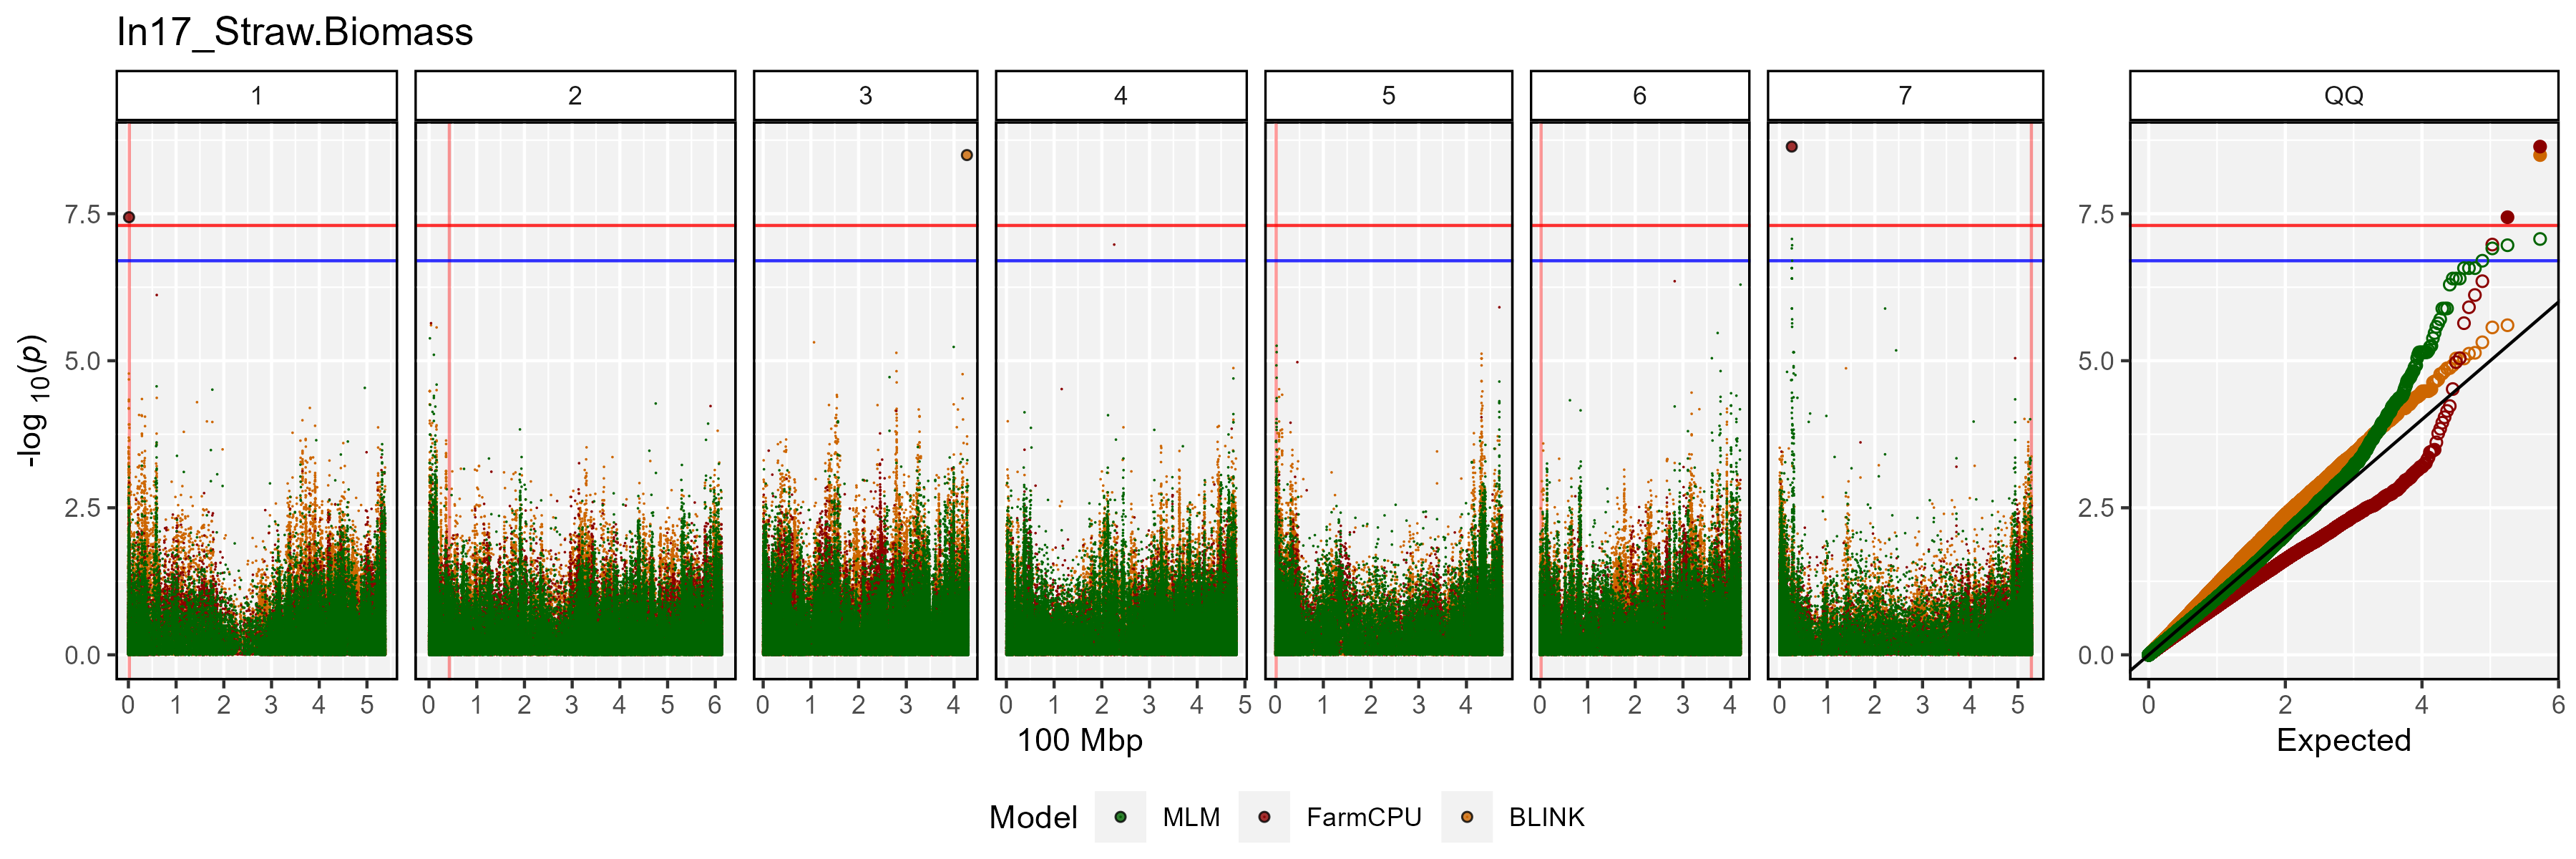 In17_Straw.Biomass
1 2 3 4 5 6 7 QQ
-log 10(p)
7.5
5.0
2.5
0.0
7.5
5.0
2.5
0.0
0 1 2 3 4 5
0 1 2 3 4 5 6
0 1 2 3 4
0 1 2 3 4 5
0 1 2 3 4
0 1 2 3 4
0 1 2 3 4 5
0 2 4 6
100 Mbp
Expected
Model MLM FarmCPU BLINK